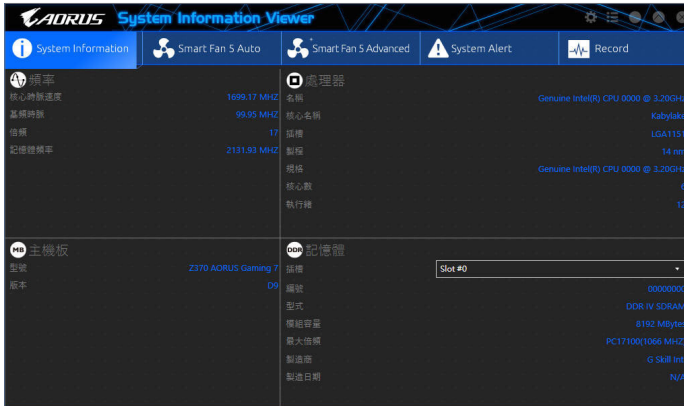 AORUS System Information Viewer
System Information
Smart Fan 5 Auto
Smart Fan 5 Advanced
System Alert
Record
頻率
核心時脈速度 1699.17 MHZ
基頻時脈 99.95 MHZ
倍頻 17
記憶體頻率 2131.93 MHZ
處理器
名稱 Genuine Intel(R) CPU 0000 @ 3.20GHz
核心名稱 Kabylake
插槽 LGA1151
製程 14 nm
規格 Genuine Intel(R) CPU 0000 @ 3.20GHz
核心數 6
執行緒 12
MB 主機板
型號 Z370 AORUS Gaming 7
版本 D9
DDR 記憶體
插槽 Slot #0
編號 00000000
型式 DDR IV SDRAM
模組容量 8192 MBytes
最大倍頻 PC17100(1066 MHZ)
製造商 G Skill Intl
製造日期 N/A